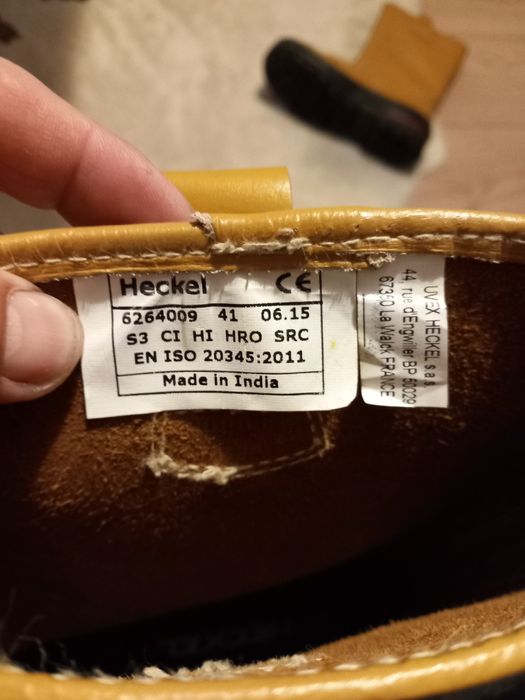 Heckel CE
6264009 41 06.15
S3 CI HI HRO SRC
EN ISO 20345:2011
Made in India
UVEX HECKEL s.a.s.
44, rue d'Engwiller BP 50029
67350 La Walck FRANCE